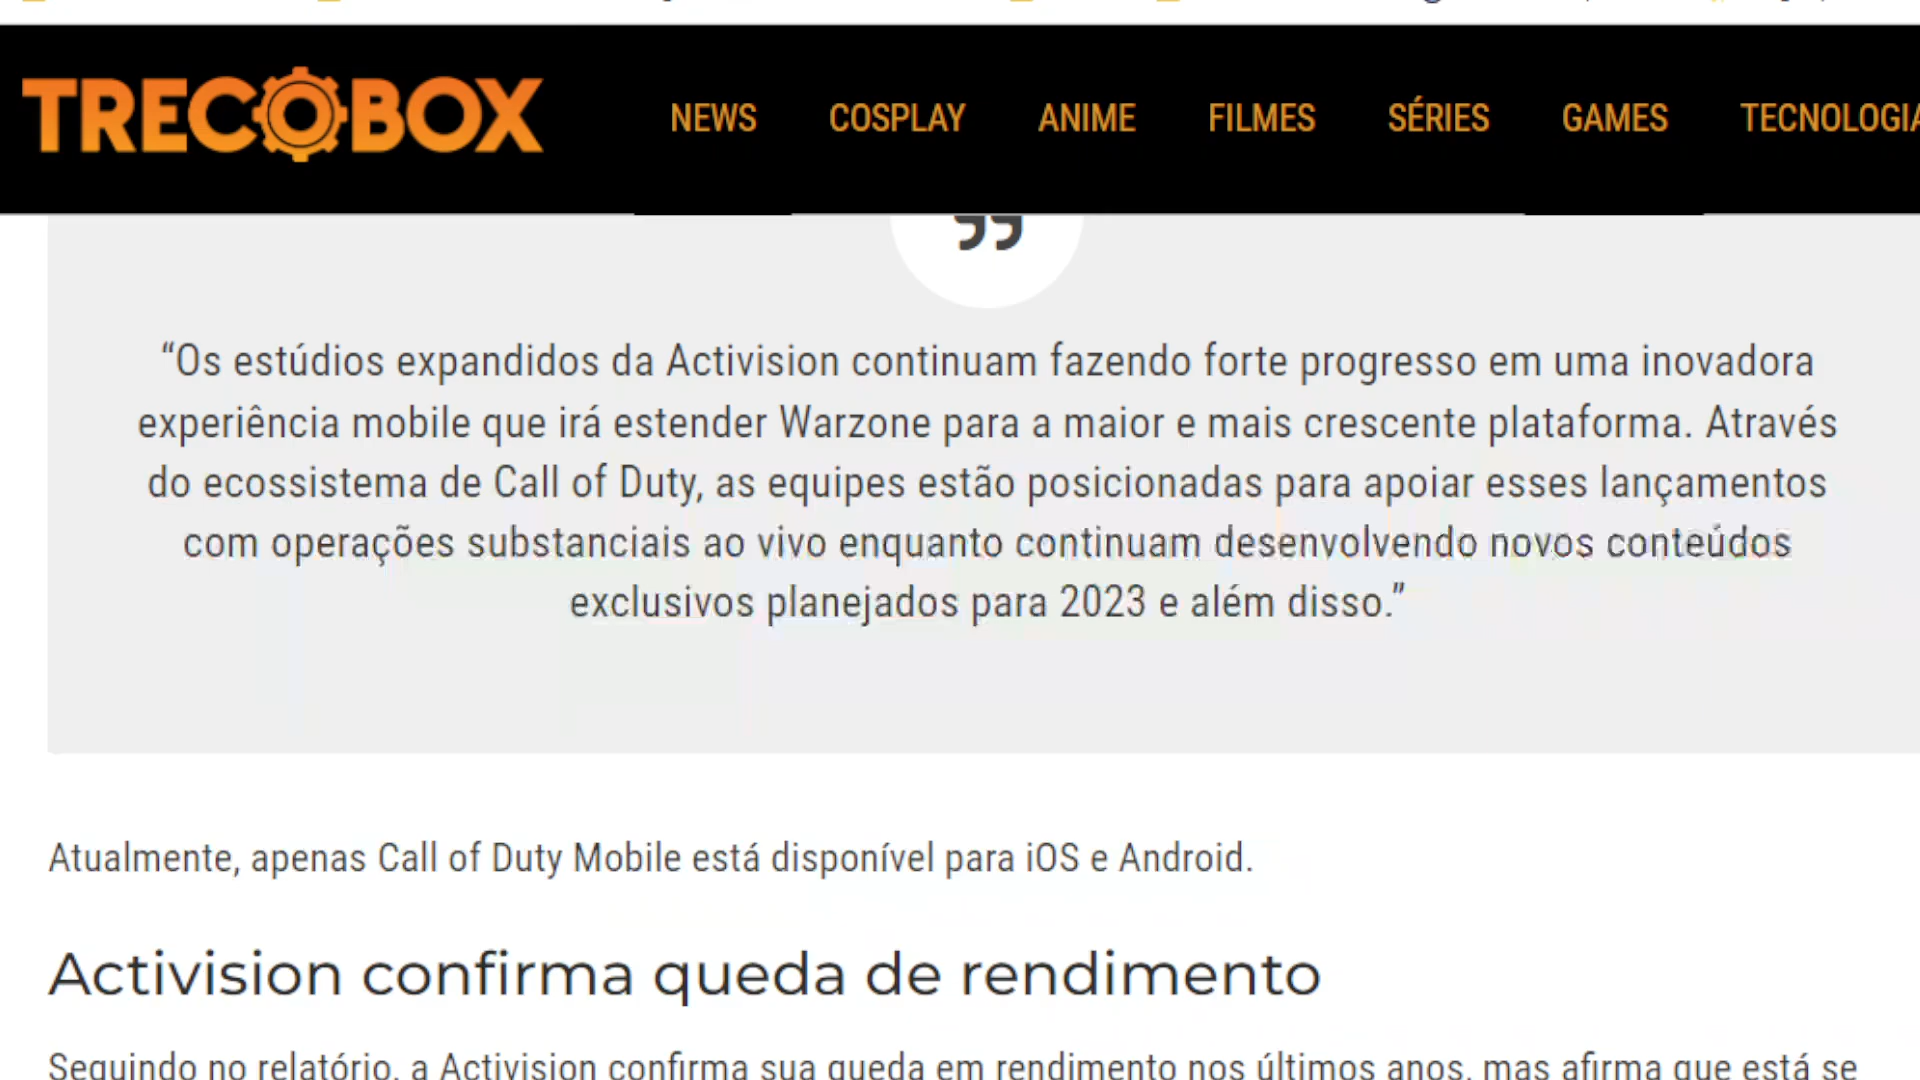 TRECOBOX NEWS COSPLAY ANIME FILMES SÉRIES GAMES TECNOLOGIA
“Os estúdios expandidos da Activision continuam fazendo forte progresso em uma inovadora
experiência mobile que irá estender Warzone para a maior e mais crescente plataforma. Através
do ecossistema de Call of Duty, as equipes estão posicionadas para apoiar esses lançamentos
com operações substanciais ao vivo enquanto continuam desenvolvendo novos conteúdos
exclusivos planejados para 2023 e além disso.”
Atualmente, apenas Call of Duty Mobile está disponível para iOS e Android.
Activision confirma queda de rendimento
Seguindo no relatório, a Activision confirma sua queda em rendimento nos últimos anos, mas afirma que está se